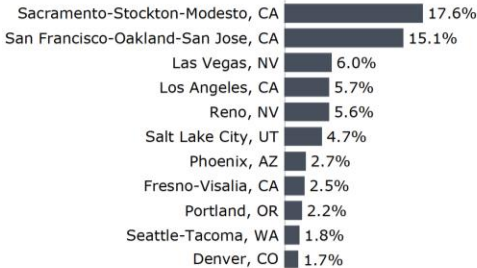 Sacramento-Stockton-Modesto, CA 17.6%
San Francisco-Oakland-San Jose, CA 15.1%
Las Vegas, NV 6.0%
Los Angeles, CA 5.7%
Reno, NV 5.6%
Salt Lake City, UT 4.7%
Phoenix, AZ 2.7%
Fresno-Visalia, CA 2.5%
Portland, OR 2.2%
Seattle-Tacoma, WA 1.8%
Denver, CO 1.7%